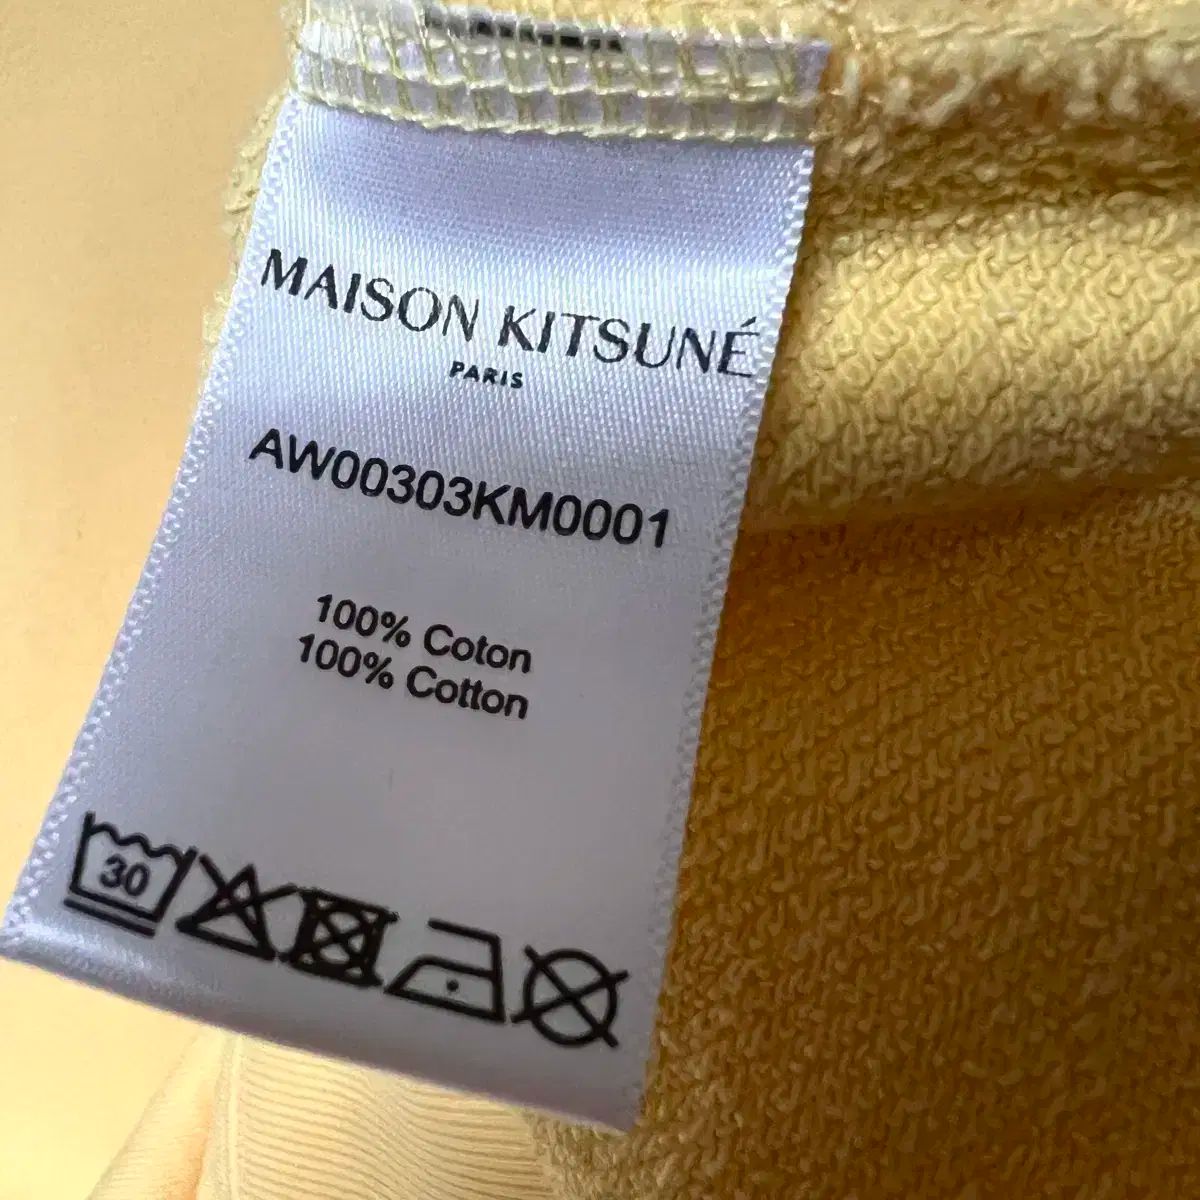 MAISON KITSUNÉ
PARIS
AW00303KM0001
100% Coton
100% Cotton
30